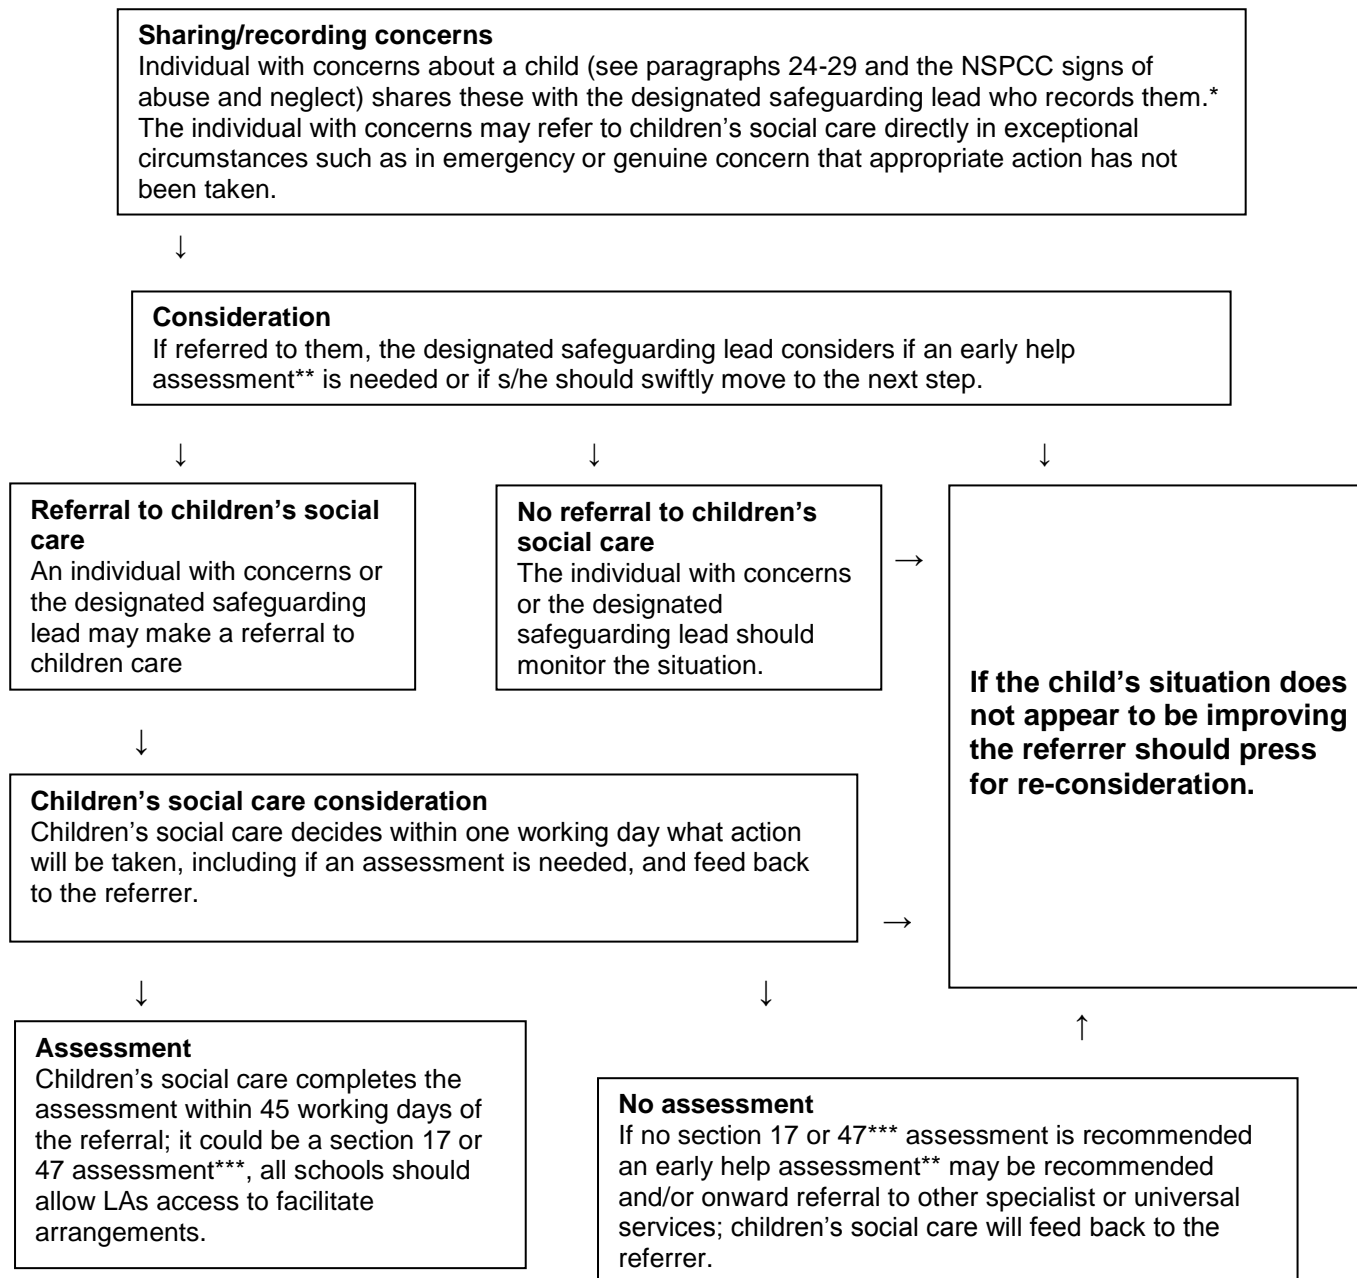 Sharing/recording concerns
Individual with concerns about a child (see paragraphs 24-29 and the NSPCC signs of
abuse and neglect) shares these with the designated safeguarding lead who records them.*
The individual with concerns may refer to children's social care directly in exceptional
circumstances such as in emergency or genuine concern that appropriate action has not
been taken.
↓
Consideration
If referred to them, the designated safeguarding lead considers if an early help
assessment** is needed or if s/he should swiftly move to the next step.
↓ ↓ ↓
Referral to children's social
care
An individual with concerns or
the designated safeguarding
lead may make a referral to
children care
No referral to children's
social care
The individual with concerns
or the designated
safeguarding lead should
monitor the situation.
→
If the child's situation does
not appear to be improving
the referrer should press
for re-consideration.
↓
Children's social care consideration
Children's social care decides within one working day what action
will be taken, including if an assessment is needed, and feed back
to the referrer.
→
↓ ↓ ↑
Assessment
Children's social care completes the
assessment within 45 working days of
the referral; it could be a section 17 or
47 assessment***, all schools should
allow LAs access to facilitate
arrangements.
No assessment
If no section 17 or 47*** assessment is recommended
an early help assessment** may be recommended
and/or onward referral to other specialist or universal
services; children's social care will feed back to the
referrer.